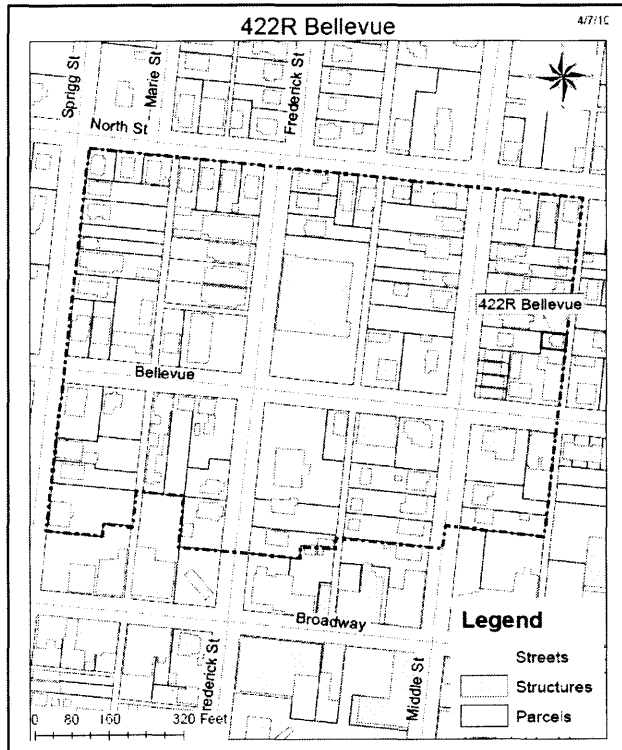 422R Bellevue
4/7/10
Sprigg St
Marie St
Frederick St
North St
422R Bellevue
Bellevue
Broadway
Frederick St
Middle St
Legend
Streets
Structures
Parcels
0 80 160 320 Feet